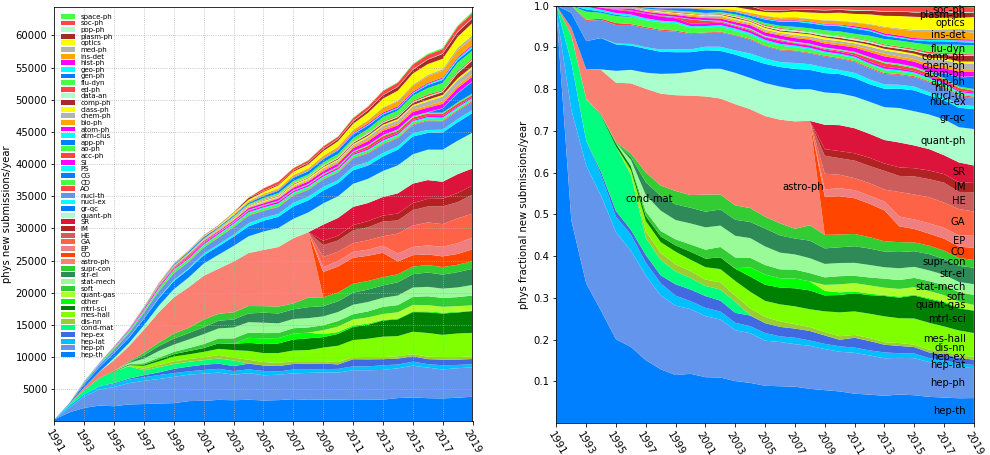 phys new submissions/year
60000
55000
50000
45000
40000
35000
30000
25000
20000
15000
10000
5000
space-ph
soc-ph
pop-ph
plasm-ph
optics
med-ph
ins-det
hist-ph
geo-ph
gen-ph
flu-dyn
ed-ph
data-an
comp-ph
class-ph
chem-ph
bio-ph
atom-ph
atm-clus
app-ph
ao-ph
acc-ph
SI
PS
CG
CD
AO
nucl-th
nucl-ex
gr-qc
quant-ph
SR
IM
HE
GA
EP
CO
astro-ph
supr-con
str-el
stat-mech
soft
quant-gas
other
mtrl-sci
mes-hall
dis-nn
cond-mat
hep-ex
hep-lat
hep-ph
hep-th
1991
1993
1995
1997
1999
2001
2003
2005
2007
2009
2011
2013
2015
2017
2019
phys fractional new submissions/year
1.0
0.9
0.8
0.7
0.6
0.5
0.4
0.3
0.2
0.1
soc-ph
plasm-ph
optics
ins-det
flu-dyn
comp-ph
chem-ph
atom-ph
app-ph
nlin
nucl-th
nucl-ex
gr-qc
quant-ph
SR
IM
astro-ph
HE
cond-mat
GA
EP
CO
supr-con
str-el
stat-mech
soft
quant-gas
mtrl-sci
mes-hall
dis-nn
hep-ex
hep-lat
hep-ph
hep-th
1991
1993
1995
1997
1999
2001
2003
2005
2007
2009
2011
2013
2015
2017
2019